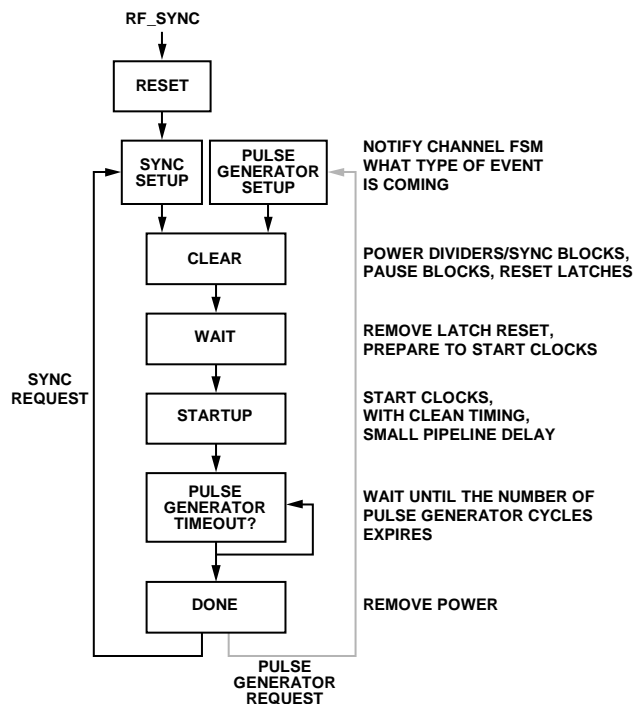 RF_SYNC
RESET
SYNC
SETUP
PULSE
GENERATOR
SETUP
NOTIFY CHANNEL FSM
WHAT TYPE OF EVENT
IS COMING
CLEAR
POWER DIVIDERS/SYNC BLOCKS,
PAUSE BLOCKS, RESET LATCHES
WAIT
REMOVE LATCH RESET,
PREPARE TO START CLOCKS
SYNC
REQUEST
STARTUP
START CLOCKS,
WITH CLEAN TIMING,
SMALL PIPELINE DELAY
PULSE
GENERATOR
TIMEOUT?
WAIT UNTIL THE NUMBER OF
PULSE GENERATOR CYCLES
EXPIRES
DONE
REMOVE POWER
PULSE
GENERATOR
REQUEST